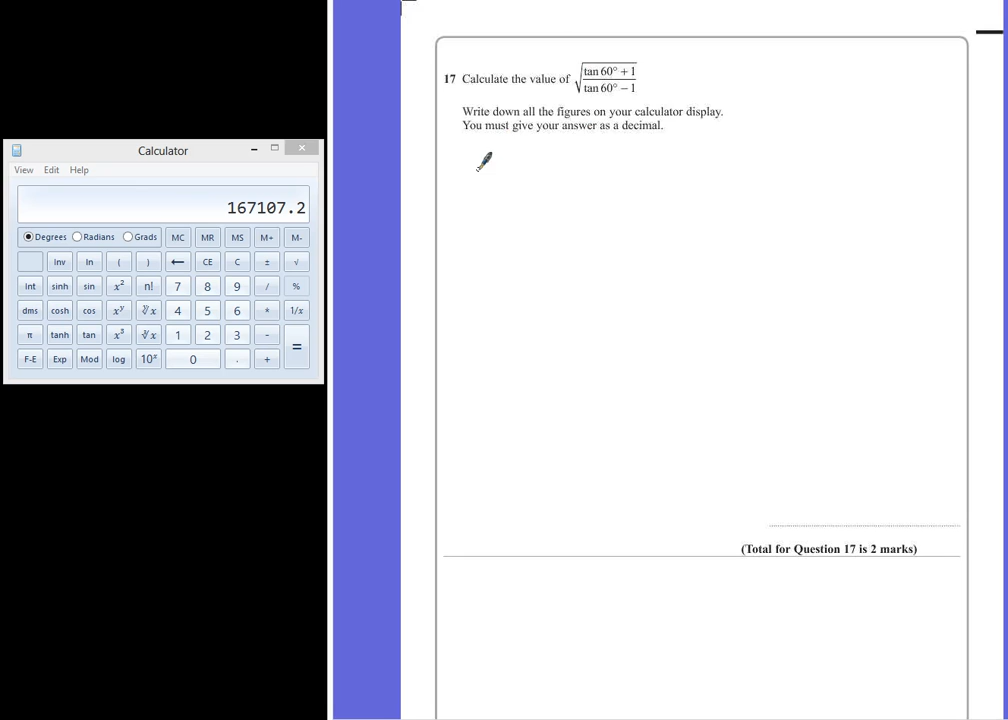 Calculator
View Edit Help
167107.2
Degrees Radians Grads MC MR MS M+ M-
Inv ln ( ) ← CE C ± √
Int sinh sin x² n! 7 8 9 / %
dms cosh cos xʸ ʸ√x 4 5 6 * 1/x
π tanh tan x³ ³√x 1 2 3 - =
F-E Exp Mod log 10ˣ 0 . +
17 Calculate the value of √((tan 60° + 1)/(tan 60° − 1))
Write down all the figures on your calculator display.
You must give your answer as a decimal.
(Total for Question 17 is 2 marks)